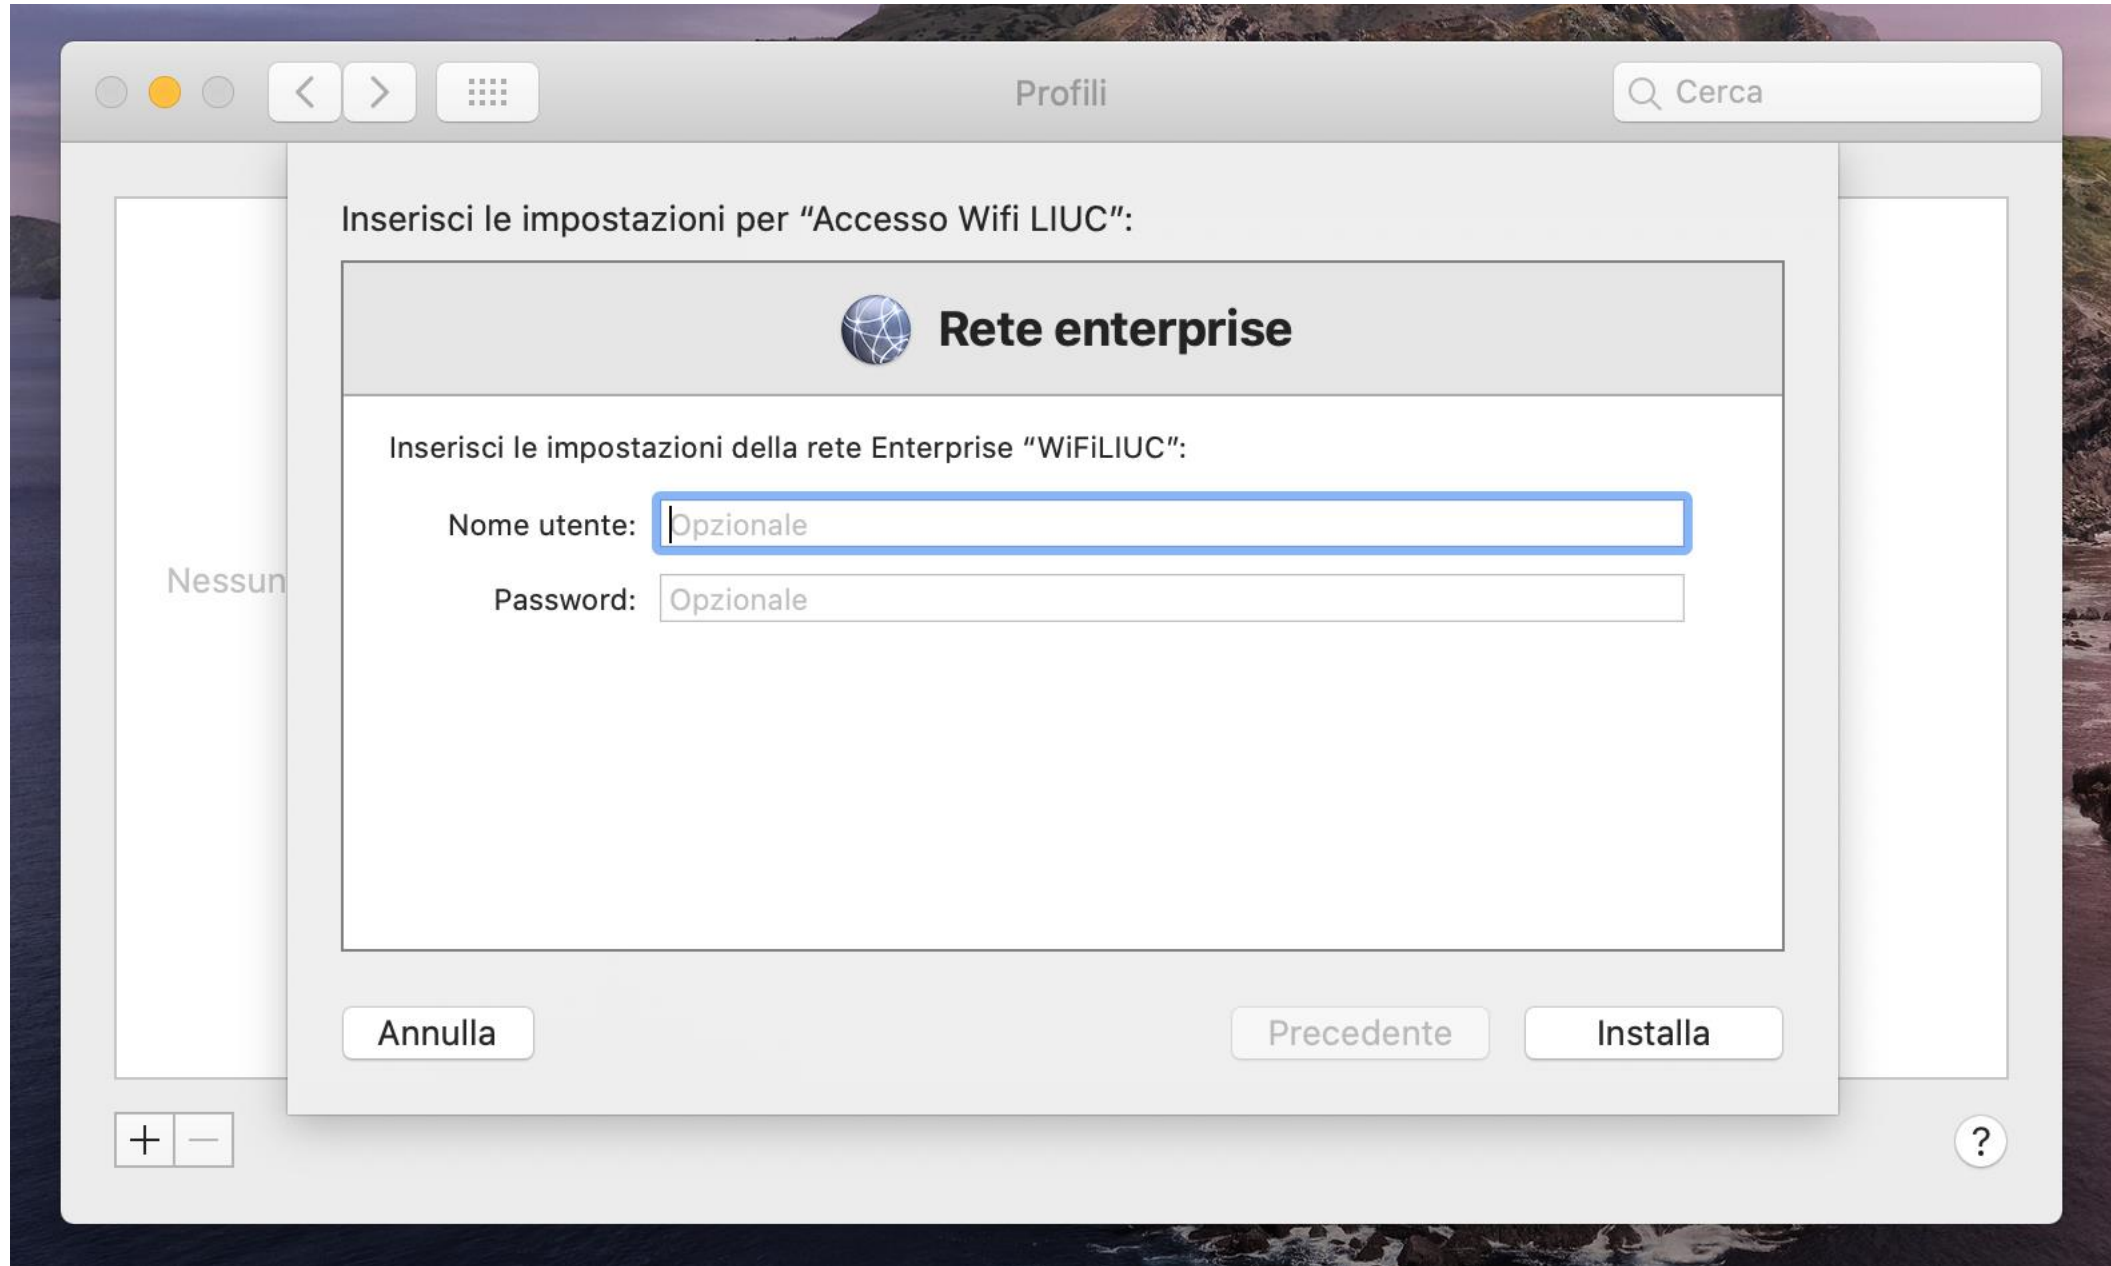 Profili
Cerca
Inserisci le impostazioni per “Accesso Wifi LIUC”:
Rete enterprise
Inserisci le impostazioni della rete Enterprise “WiFiLIUC”:
Nome utente: Opzionale
Password: Opzionale
Nessun
Annulla
Precedente
Installa
+
−
?